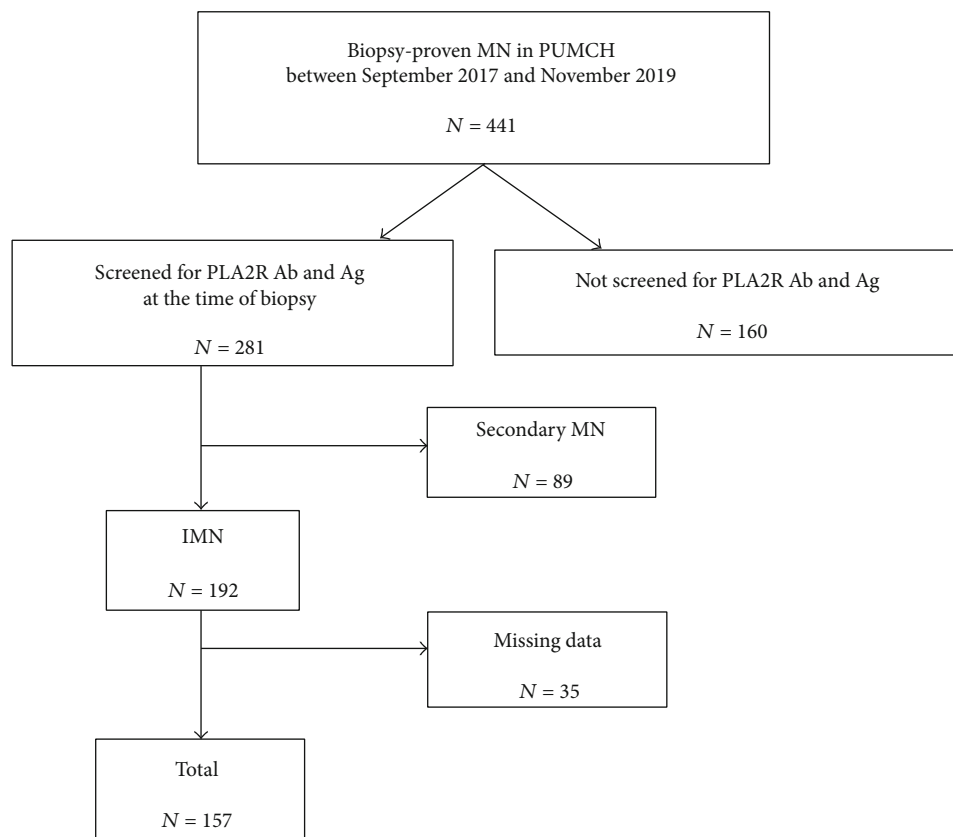 Biopsy-proven MN in PUMCH
between September 2017 and November 2019
N = 441
Screened for PLA2R Ab and Ag
at the time of biopsy
N = 281
Not screened for PLA2R Ab and Ag
N = 160
Secondary MN
N = 89
IMN
N = 192
Missing data
N = 35
Total
N = 157